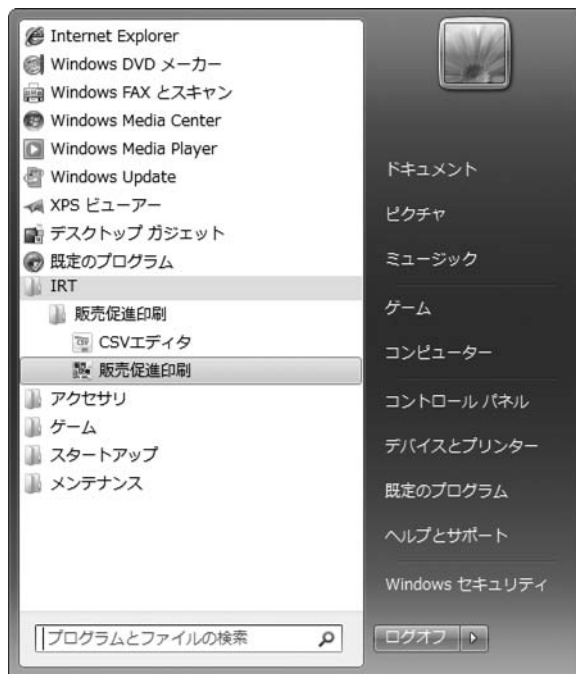 Internet Explorer
Windows DVD メーカー
Windows FAX とスキャン
Windows Media Center
Windows Media Player
Windows Update
XPS ビューアー
デスクトップ ガジェット
既定のプログラム
IRT
販売促進印刷
CSVエディタ
販売促進印刷
アクセサリ
ゲーム
スタートアップ
メンテナンス
プログラムとファイルの検索
ドキュメント
ピクチャ
ミュージック
ゲーム
コンピューター
コントロール パネル
デバイスとプリンター
既定のプログラム
ヘルプとサポート
Windows セキュリティ
ログオフ